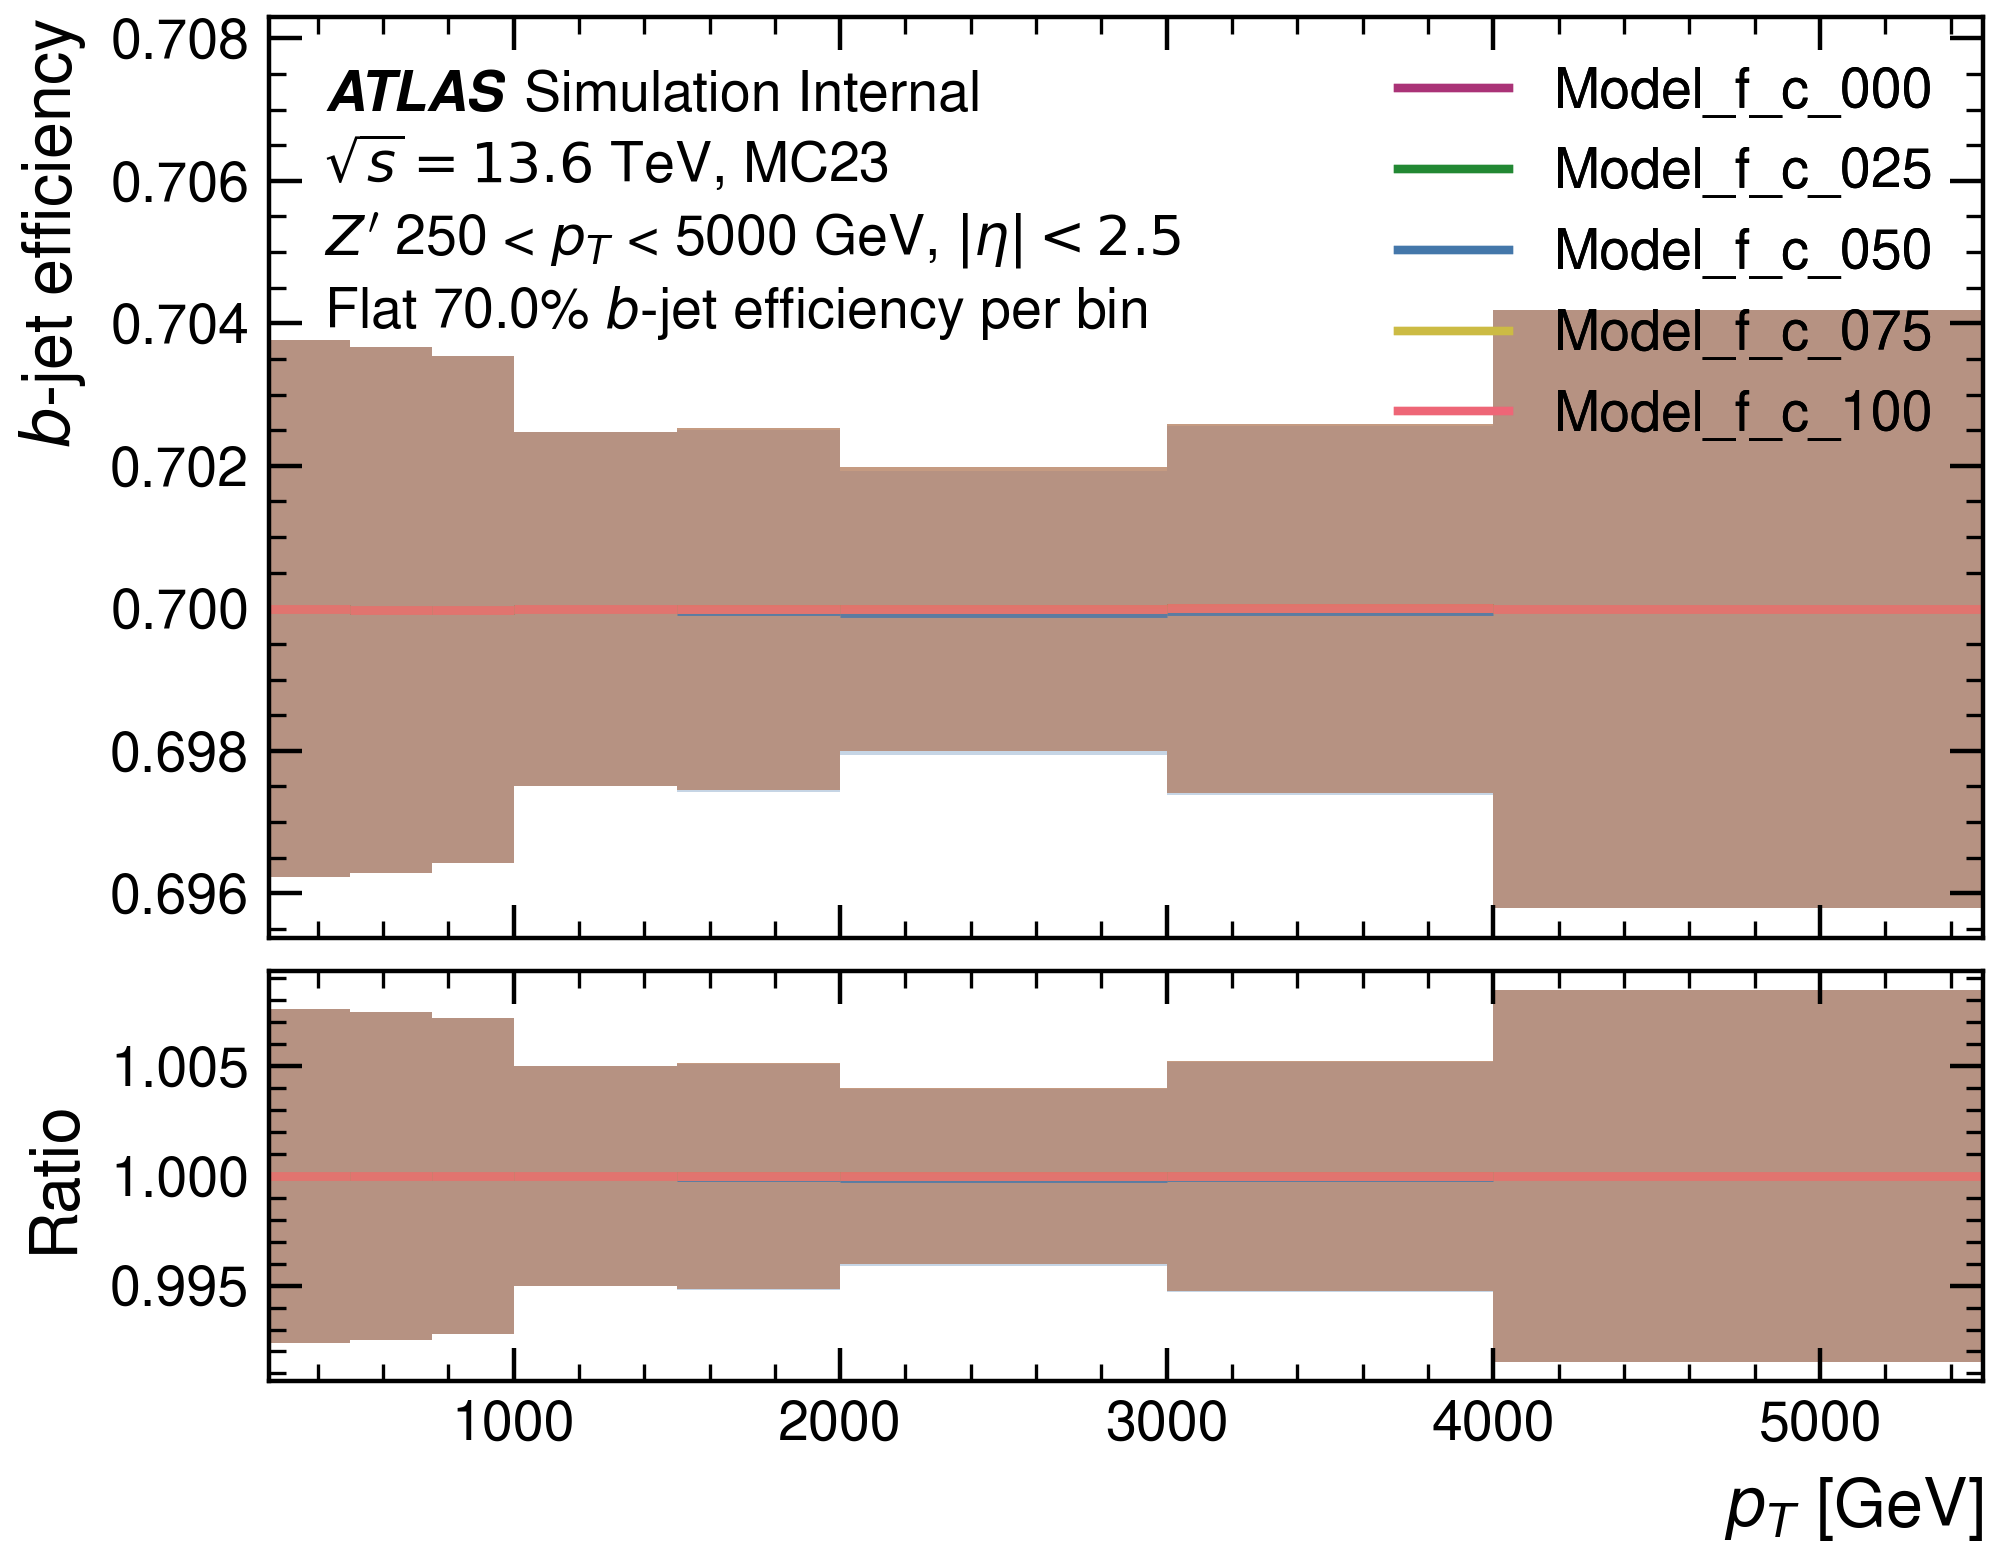 b-jet efficiency
0.708
0.706
0.704
0.702
0.700
0.698
0.696
ATLAS Simulation Internal
√s = 13.6 TeV, MC23
Z′ 250 < p_T < 5000 GeV, |η| < 2.5
Flat 70.0% b-jet efficiency per bin
Model_f_c_000
Model_f_c_025
Model_f_c_050
Model_f_c_075
Model_f_c_100
Ratio
1.005
1.000
0.995
1000 2000 3000 4000 5000
p_T [GeV]